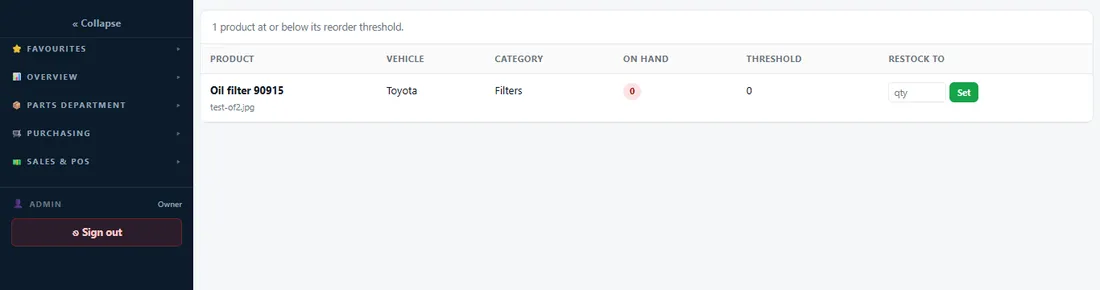 « Collapse
FAVOURITES
OVERVIEW
PARTS DEPARTMENT
PURCHASING
SALES & POS
ADMIN Owner
Sign out
1 product at or below its reorder threshold.
PRODUCT VEHICLE CATEGORY ON HAND THRESHOLD RESTOCK TO
Oil filter 90915 Toyota Filters 0 0 qty Set
test-of2.jpg